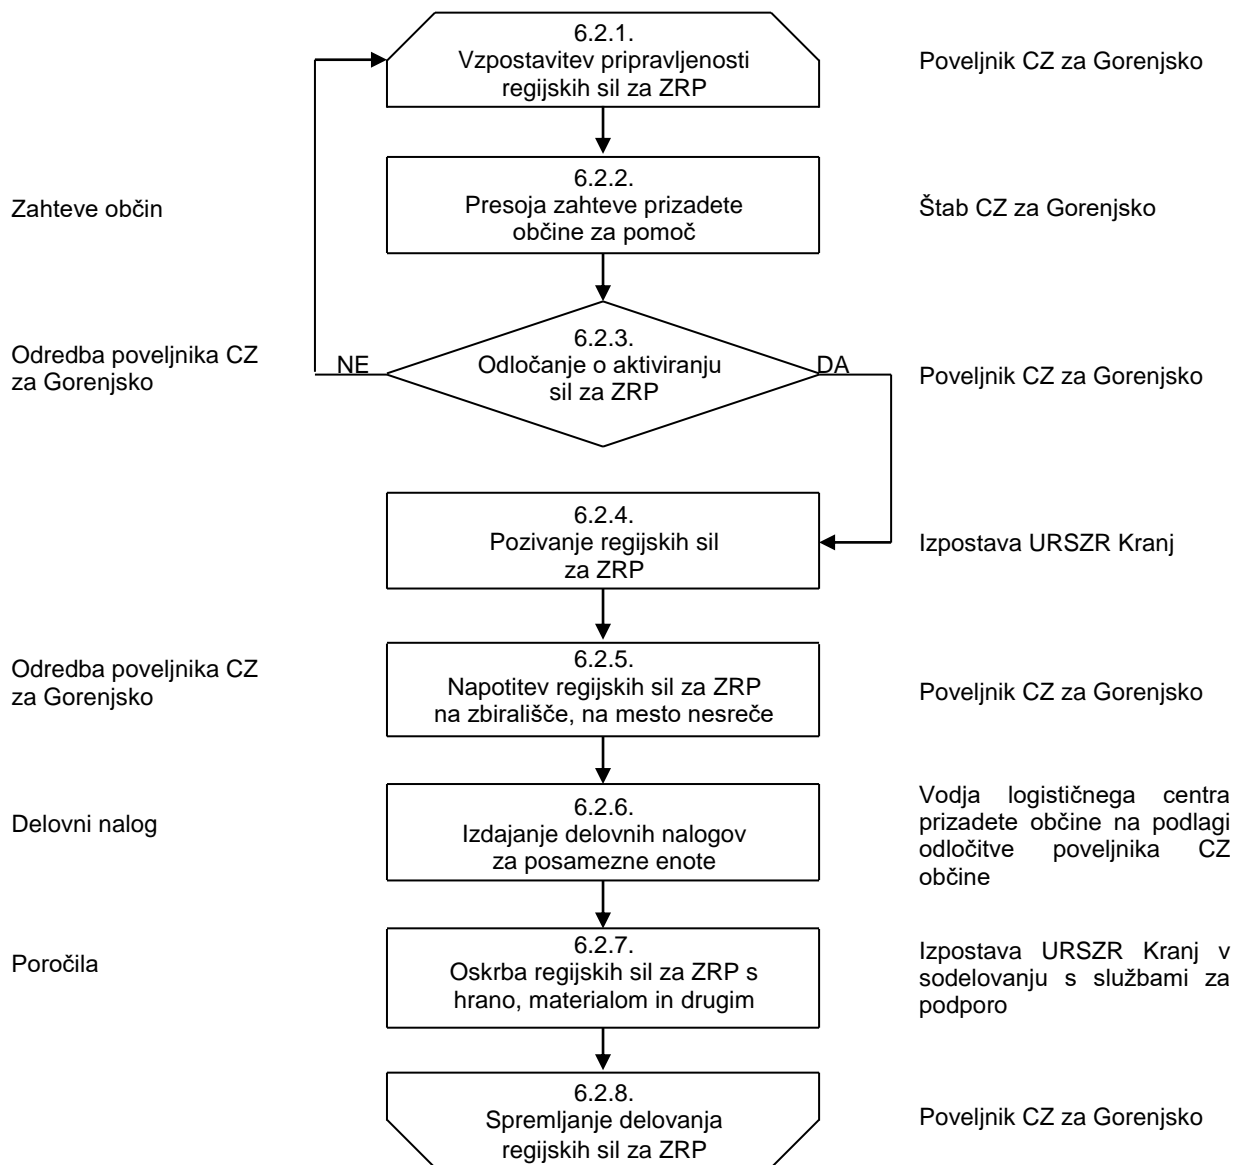 6.2.1.
Vzpostavitev pripravljenosti
regijskih sil za ZRP
Poveljnik CZ za Gorenjsko
Zahteve občin
6.2.2.
Presoja zahteve prizadete
občine za pomoč
Štab CZ za Gorenjsko
Odredba poveljnika CZ
za Gorenjsko
NE
6.2.3.
Odločanje o aktiviranju
sil za ZRP
DA
Poveljnik CZ za Gorenjsko
6.2.4.
Pozivanje regijskih sil
za ZRP
Izpostava URSZR Kranj
Odredba poveljnika CZ
za Gorenjsko
6.2.5.
Napotitev regijskih sil za ZRP
na zbirališče, na mesto nesreče
Poveljnik CZ za Gorenjsko
Delovni nalog
6.2.6.
Izdajanje delovnih nalogov
za posamezne enote
Vodja logističnega centra
prizadete občine na podlagi
odločitve poveljnika CZ
občine
Poročila
6.2.7.
Oskrba regijskih sil za ZRP s
hrano, materialom in drugim
Izpostava URSZR Kranj v
sodelovanju s službami za
podporo
6.2.8.
Spremljanje delovanja
regijskih sil za ZRP
Poveljnik CZ za Gorenjsko